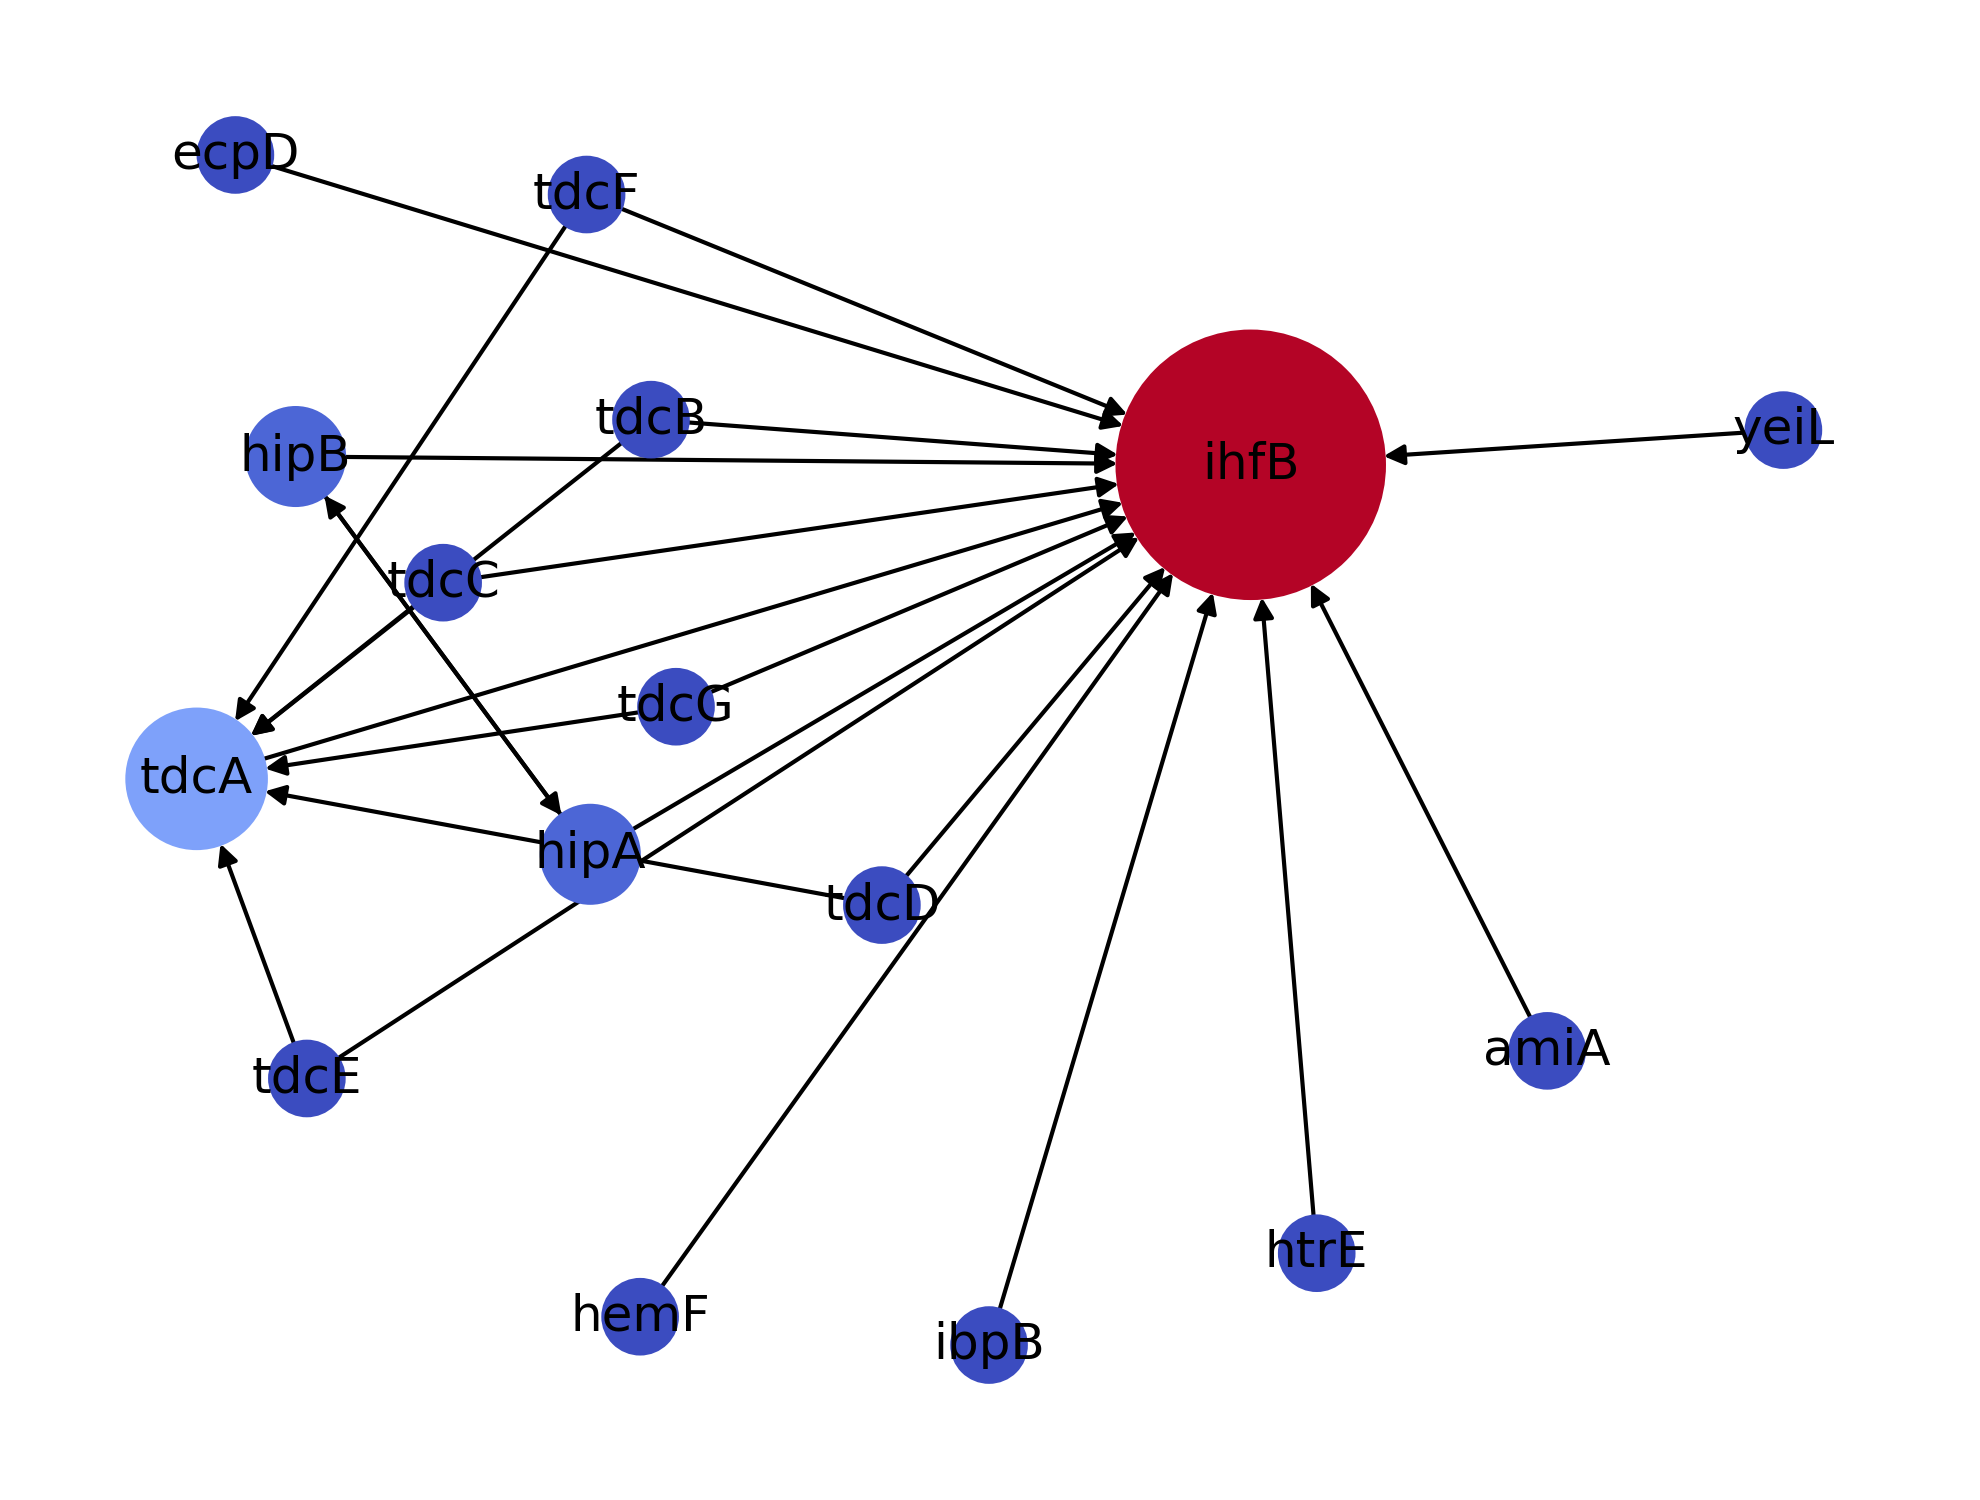 ecpD
tdcF
tdcB
yeiL
hipB
ihfB
tdcC
tdcG
tdcA
hipA
tdcD
amiA
tdcE
htrE
hemF
ibpB